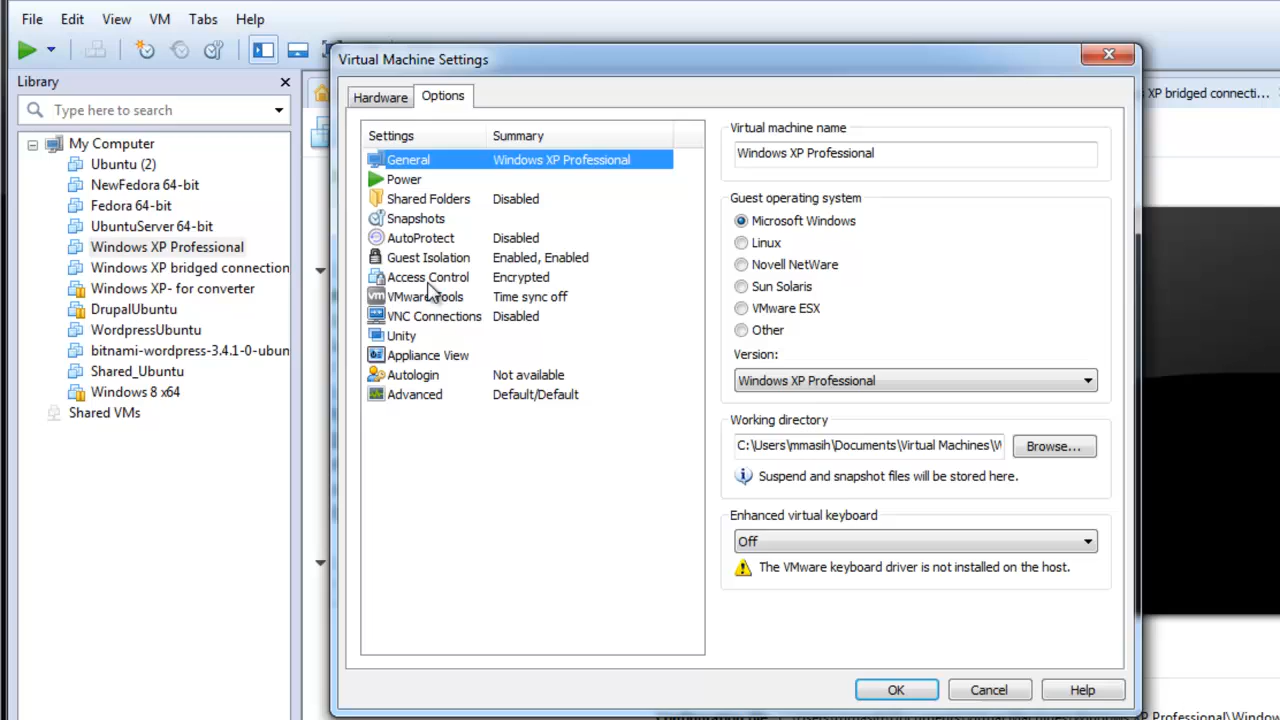 File Edit View VM Tabs Help
Library
Type here to search
My Computer
Ubuntu (2)
NewFedora 64-bit
Fedora 64-bit
UbuntuServer 64-bit
Windows XP Professional
Windows XP bridged connection
Windows XP- for converter
DrupalUbuntu
WordpressUbuntu
bitnami-wordpress-3.4.1-0-ubun
Shared_Ubuntu
Windows 8 x64
Shared VMs
XP bridged connecti...
Virtual Machine Settings
Hardware Options
Settings Summary
General Windows XP Professional
Power
Shared Folders Disabled
Snapshots
AutoProtect Disabled
Guest Isolation Enabled, Enabled
Access Control Encrypted
VMware Tools Time sync off
VNC Connections Disabled
Unity
Appliance View
Autologin Not available
Advanced Default/Default
Virtual machine name
Windows XP Professional
Guest operating system
Microsoft Windows
Linux
Novell NetWare
Sun Solaris
VMware ESX
Other
Version:
Windows XP Professional
Working directory
C:\Users\mmasih\Documents\Virtual Machines\W
Browse...
Suspend and snapshot files will be stored here.
Enhanced virtual keyboard
Off
The VMware keyboard driver is not installed on the host.
OK Cancel Help